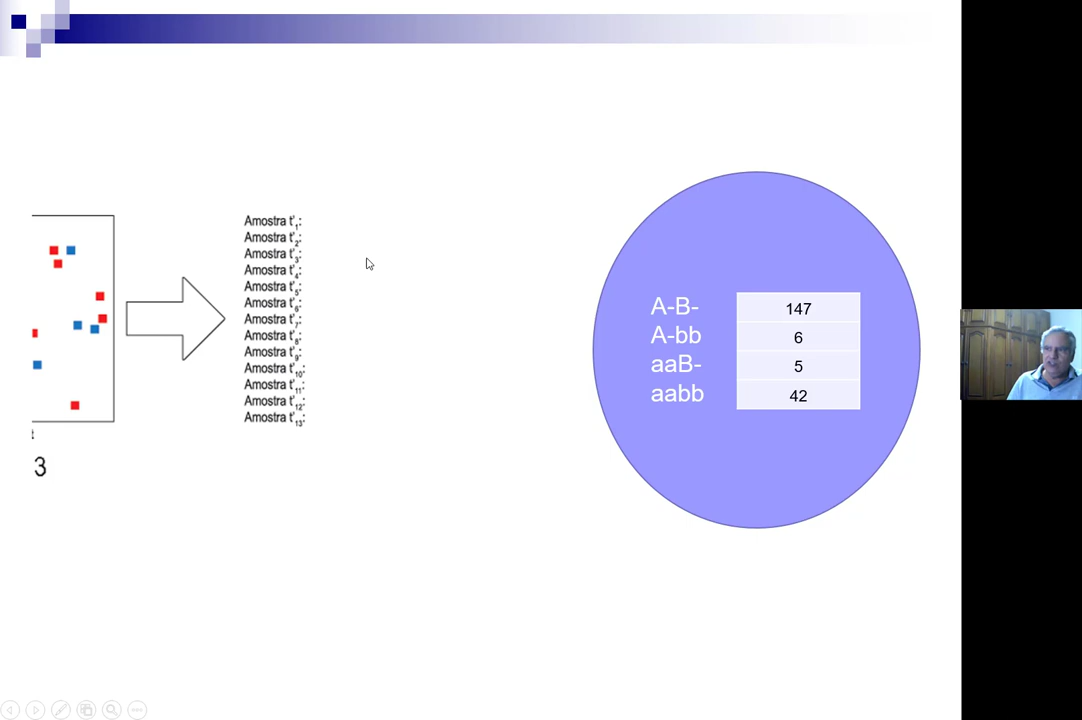 Amostra t'1:
Amostra t'2:
Amostra t'3:
Amostra t'4:
Amostra t'5:
Amostra t'6:
Amostra t'7:
Amostra t'8:
Amostra t'9:
Amostra t'10:
Amostra t'11:
Amostra t'12:
Amostra t'13:
3
A-B- 147
A-bb 6
aaB- 5
aabb 42